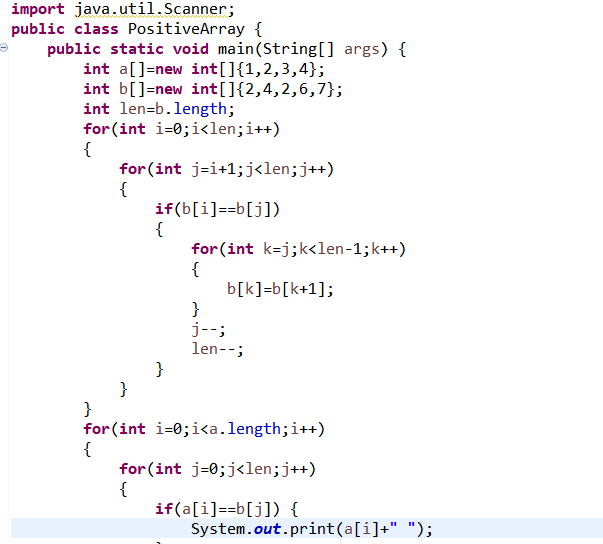 import java.util.Scanner;
public class PositiveArray {
    public static void main(String[] args) {
        int a[]=new int[]{1,2,3,4};
        int b[]=new int[]{2,4,2,6,7};
        int len=b.length;
        for(int i=0;i<len;i++)
        {
            for(int j=i+1;j<len;j++)
            {
                if(b[i]==b[j])
                {
                    for(int k=j;k<len-1;k++)
                    {
                        b[k]=b[k+1];
                    }
                    j--;
                    len--;
                }
            }
        }
        for(int i=0;i<a.length;i++)
        {
            for(int j=0;j<len;j++)
            {
                if(a[i]==b[j]) {
                    System.out.print(a[i]+" ");